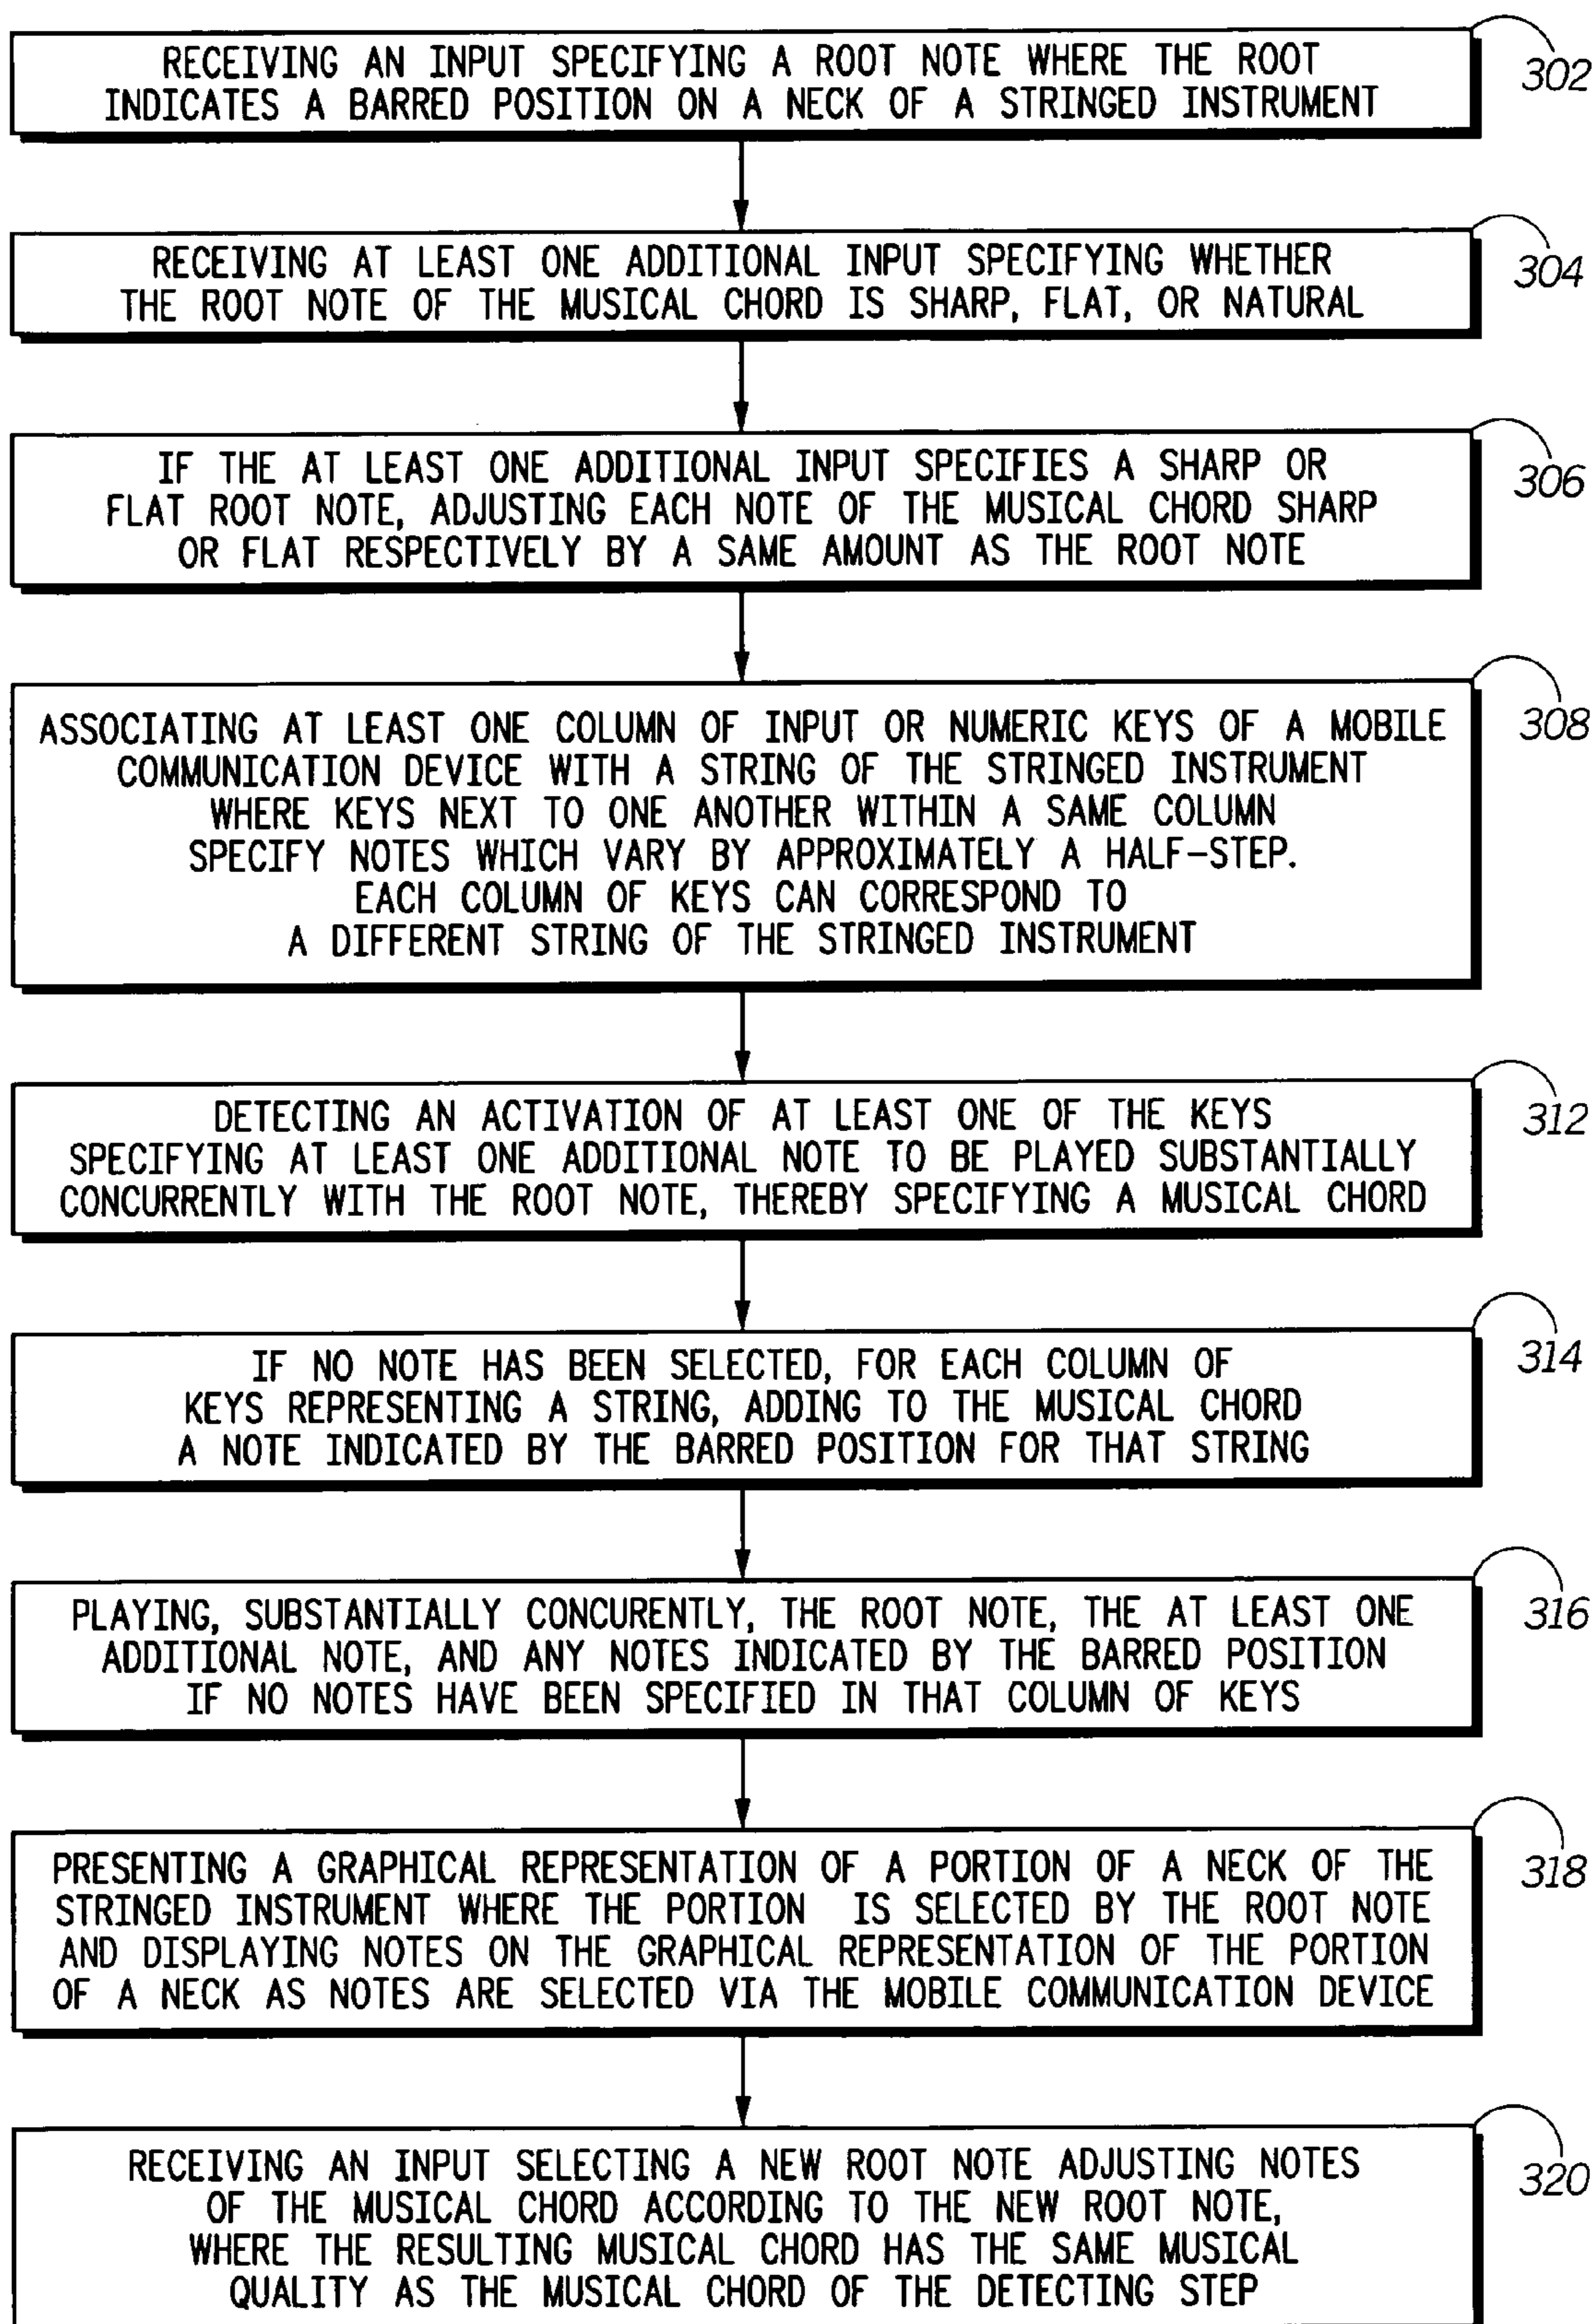 RECEIVING AN INPUT SPECIFYING A ROOT NOTE WHERE THE ROOT
INDICATES A BARRED POSITION ON A NECK OF A STRINGED INSTRUMENT
302
RECEIVING AT LEAST ONE ADDITIONAL INPUT SPECIFYING WHETHER
THE ROOT NOTE OF THE MUSICAL CHORD IS SHARP, FLAT, OR NATURAL
304
IF THE AT LEAST ONE ADDITIONAL INPUT SPECIFIES A SHARP OR
FLAT ROOT NOTE, ADJUSTING EACH NOTE OF THE MUSICAL CHORD SHARP
OR FLAT RESPECTIVELY BY A SAME AMOUNT AS THE ROOT NOTE
306
ASSOCIATING AT LEAST ONE COLUMN OF INPUT OR NUMERIC KEYS OF A MOBILE
COMMUNICATION DEVICE WITH A STRING OF THE STRINGED INSTRUMENT
WHERE KEYS NEXT TO ONE ANOTHER WITHIN A SAME COLUMN
SPECIFY NOTES WHICH VARY BY APPROXIMATELY A HALF-STEP.
EACH COLUMN OF KEYS CAN CORRESPOND TO
A DIFFERENT STRING OF THE STRINGED INSTRUMENT
308
DETECTING AN ACTIVATION OF AT LEAST ONE OF THE KEYS
SPECIFYING AT LEAST ONE ADDITIONAL NOTE TO BE PLAYED SUBSTANTIALLY
CONCURRENTLY WITH THE ROOT NOTE, THEREBY SPECIFYING A MUSICAL CHORD
312
IF NO NOTE HAS BEEN SELECTED, FOR EACH COLUMN OF
KEYS REPRESENTING A STRING, ADDING TO THE MUSICAL CHORD
A NOTE INDICATED BY THE BARRED POSITION FOR THAT STRING
314
PLAYING, SUBSTANTIALLY CONCURENTLY, THE ROOT NOTE, THE AT LEAST ONE
ADDITIONAL NOTE, AND ANY NOTES INDICATED BY THE BARRED POSITION
IF NO NOTES HAVE BEEN SPECIFIED IN THAT COLUMN OF KEYS
316
PRESENTING A GRAPHICAL REPRESENTATION OF A PORTION OF A NECK OF THE
STRINGED INSTRUMENT WHERE THE PORTION IS SELECTED BY THE ROOT NOTE
AND DISPLAYING NOTES ON THE GRAPHICAL REPRESENTATION OF THE PORTION
OF A NECK AS NOTES ARE SELECTED VIA THE MOBILE COMMUNICATION DEVICE
318
RECEIVING AN INPUT SELECTING A NEW ROOT NOTE ADJUSTING NOTES
OF THE MUSICAL CHORD ACCORDING TO THE NEW ROOT NOTE,
WHERE THE RESULTING MUSICAL CHORD HAS THE SAME MUSICAL
QUALITY AS THE MUSICAL CHORD OF THE DETECTING STEP
320